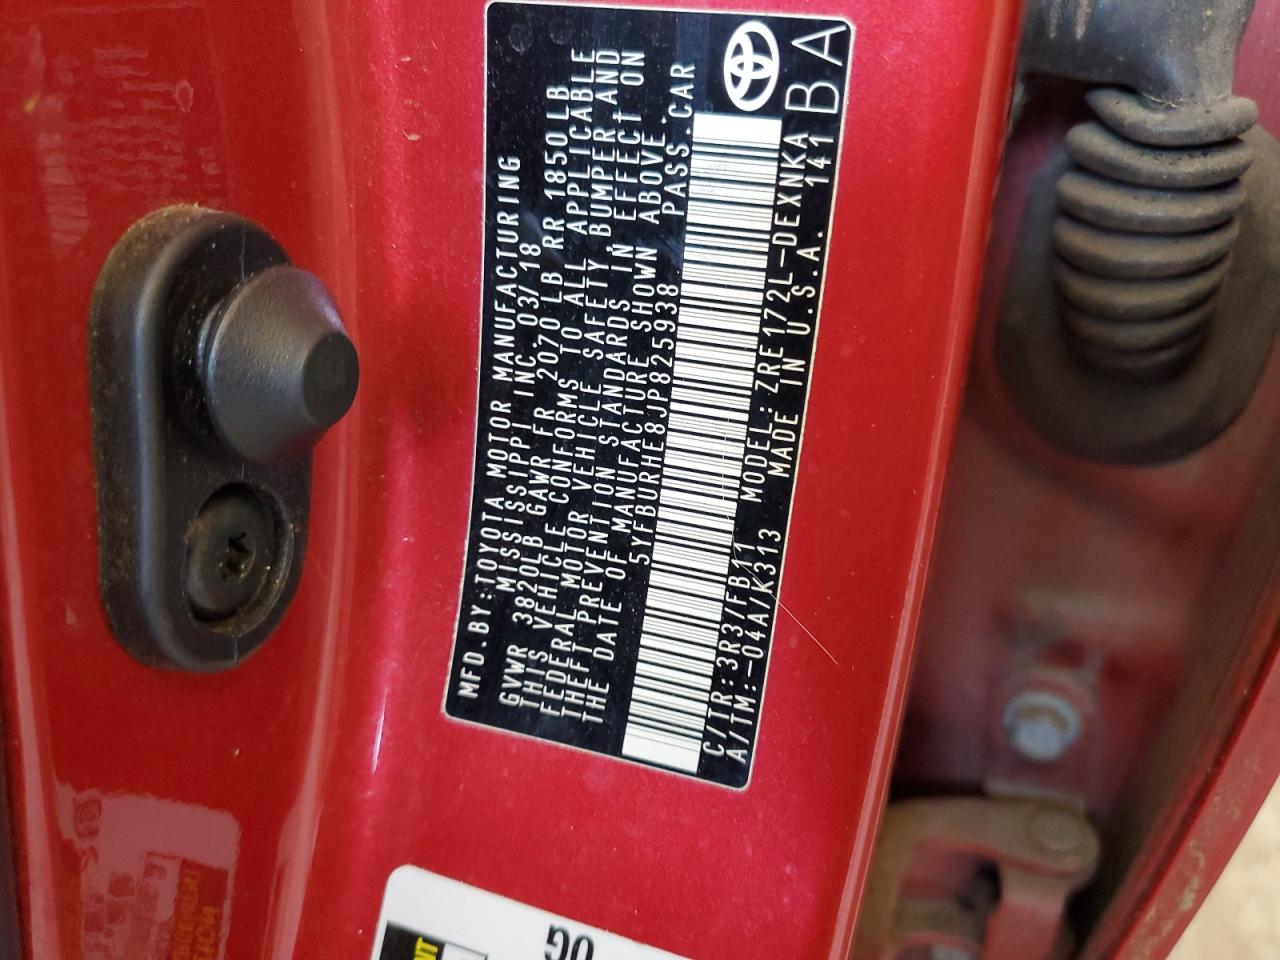 MFD.BY:TOYOTA MOTOR MANUFACTURING
MISSISSIPPI INC 03/18
GVWR 3820LB GAWR FR 2070 LB RR 1850LB
THIS VEHICLE CONFORMS TO ALL APPLICABLE
FEDERAL MOTOR VEHICLE SAFETY,BUMPER AND
THEFT PREVENTION STANDARDS IN EFFECT ON
THE DATE OF MANUFACTURE SHOWN ABOVE.
5YFBURHE8JP825938 PASS.CAR
C/TR:3R3/FB11 MODEL:ZRE172L-DEXNKA
A/TM:-04A/K313 MADE IN U.S.A. 141
BA